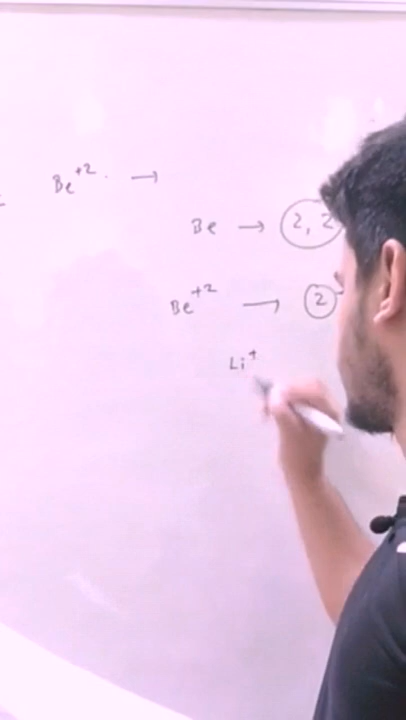 Be⁺² . →
Be → 2, 2
Be⁺² → 2
Li⁺